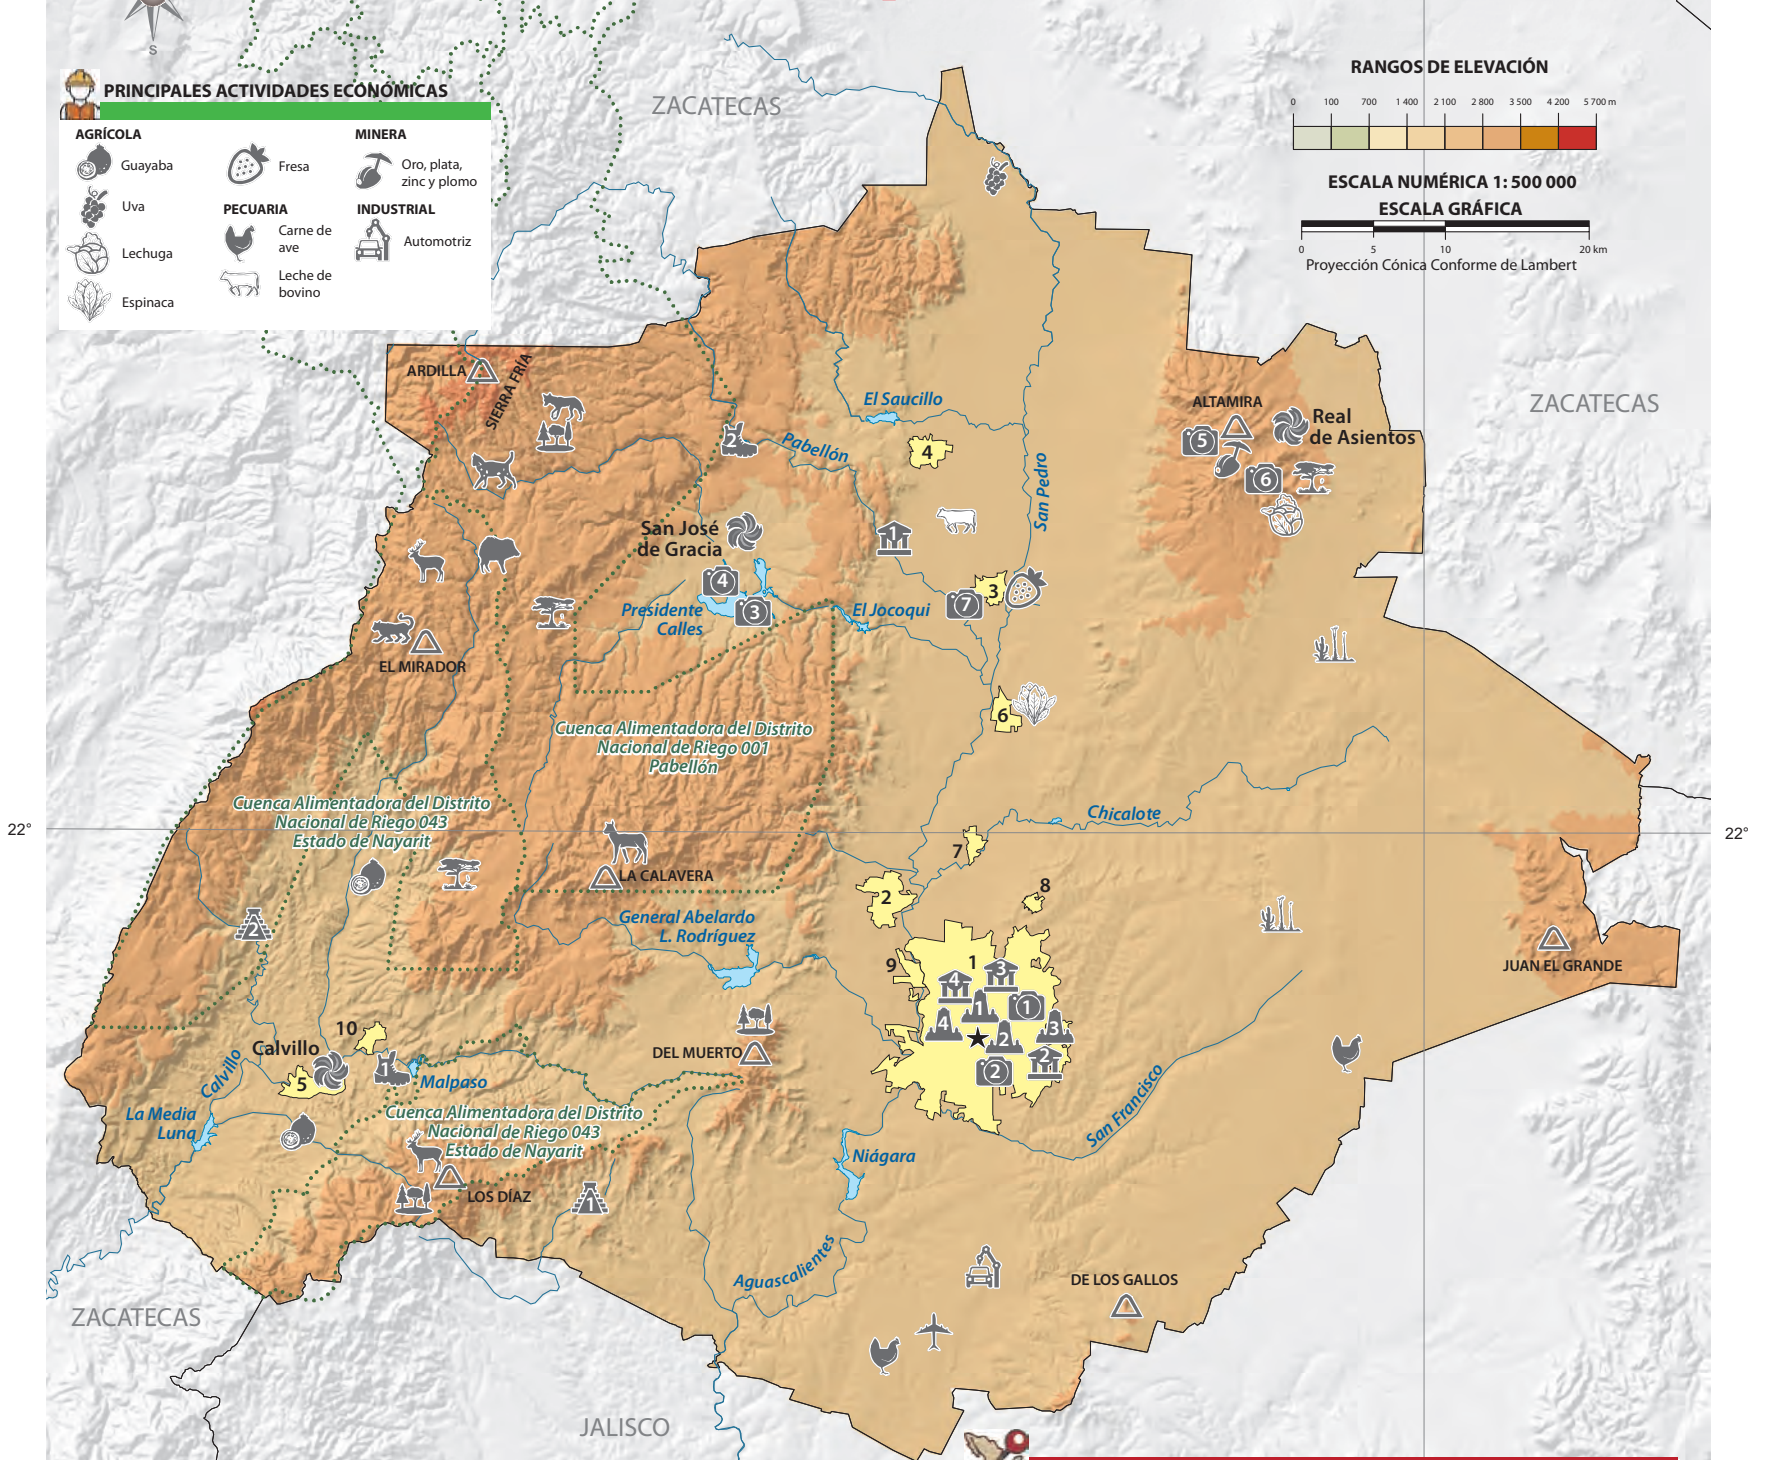 S
PRINCIPALES ACTIVIDADES ECONÓMICAS
AGRÍCOLA
Guayaba
Uva
Lechuga
Espinaca
Fresa
PECUARIA
Carne de
ave
Leche de
bovino
MINERA
Oro, plata,
zinc y plomo
INDUSTRIAL
Automotriz
ZACATECAS
RANGOS DE ELEVACIÓN
0 100 700 1 400 2 100 2 800 3 500 4 200 5 700 m
ESCALA NUMÉRICA 1: 500 000
ESCALA GRÁFICA
0 5 10 20 km
Proyección Cónica Conforme de Lambert
ARDILLA
SIERRA FRÍA
El Saucillo
ALTAMIRA
ZACATECAS
Real
de Asientos
2
Pabellón
4
5
6
San Pedro
San José
de Gracia
1
4
3
7
3
Presidente
Calles
El Jocoqui
EL MIRADOR
6
Cuenca Alimentadora del Distrito
Nacional de Riego 001
Pabellón
Cuenca Alimentadora del Distrito
Nacional de Riego 043
Estado de Nayarit
Chicalote
22°
22°
7
LA CALAVERA
2
8
General Abelardo
L. Rodríguez
2
9
1
JUAN EL GRANDE
3
4
1
1
4
2
3
2
2
10
Calvillo
5
1
DEL MUERTO
Calvillo
Malpaso
La Media
Luna
Cuenca Alimentadora del Distrito
Nacional de Riego 043
Estado de Nayarit
San Francisco
Niágara
LOS DÍAZ
1
Aguascalientes
DE LOS GALLOS
ZACATECAS
JALISCO